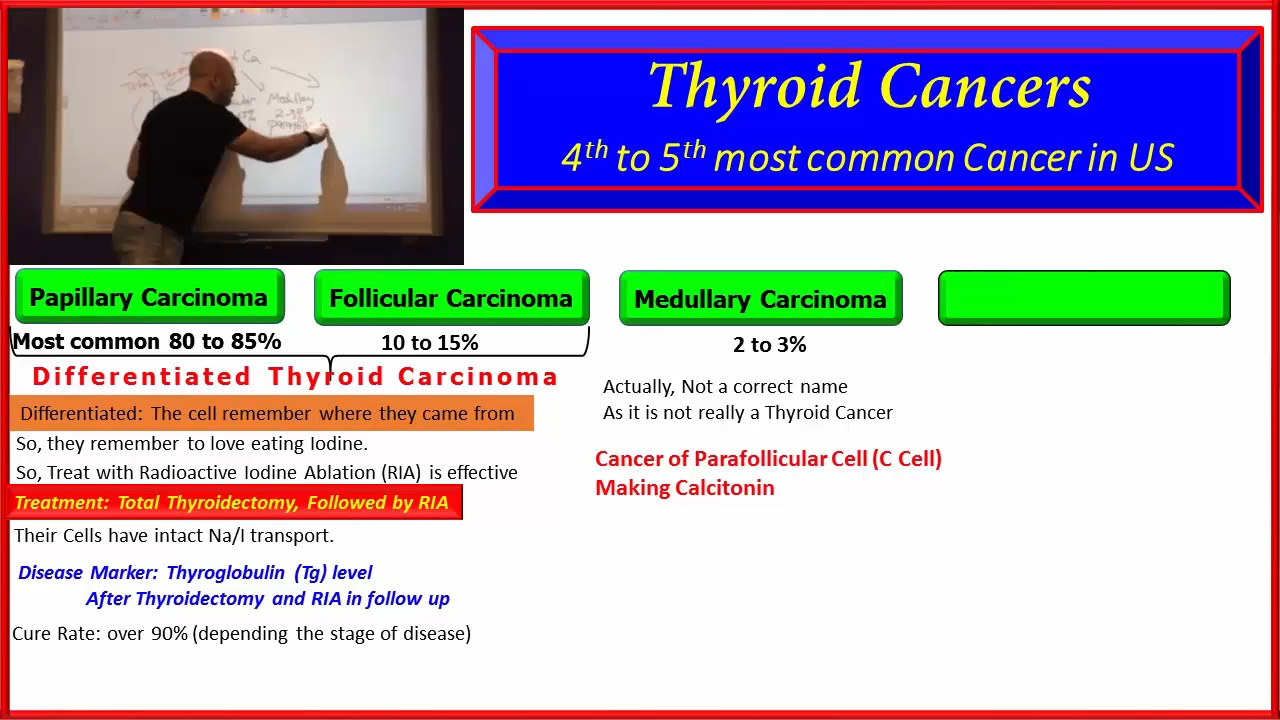 Thyroid Cancers
4th to 5th most common Cancer in US
Medullary
2-3%
Papillary Carcinoma
Follicular Carcinoma
Medullary Carcinoma
Most common 80 to 85%
10 to 15%
2 to 3%
Differentiated Thyroid Carcinoma
Differentiated: The cell remember where they came from
So, they remember to love eating Iodine.
So, Treat with Radioactive Iodine Ablation (RIA) is effective
Treatment: Total Thyroidectomy, Followed by RIA
Their Cells have intact Na/I transport.
Disease Marker: Thyroglobulin (Tg) level
After Thyroidectomy and RIA in follow up
Cure Rate: over 90% (depending the stage of disease)
Actually, Not a correct name
As it is not really a Thyroid Cancer
Cancer of Parafollicular Cell (C Cell)
Making Calcitonin